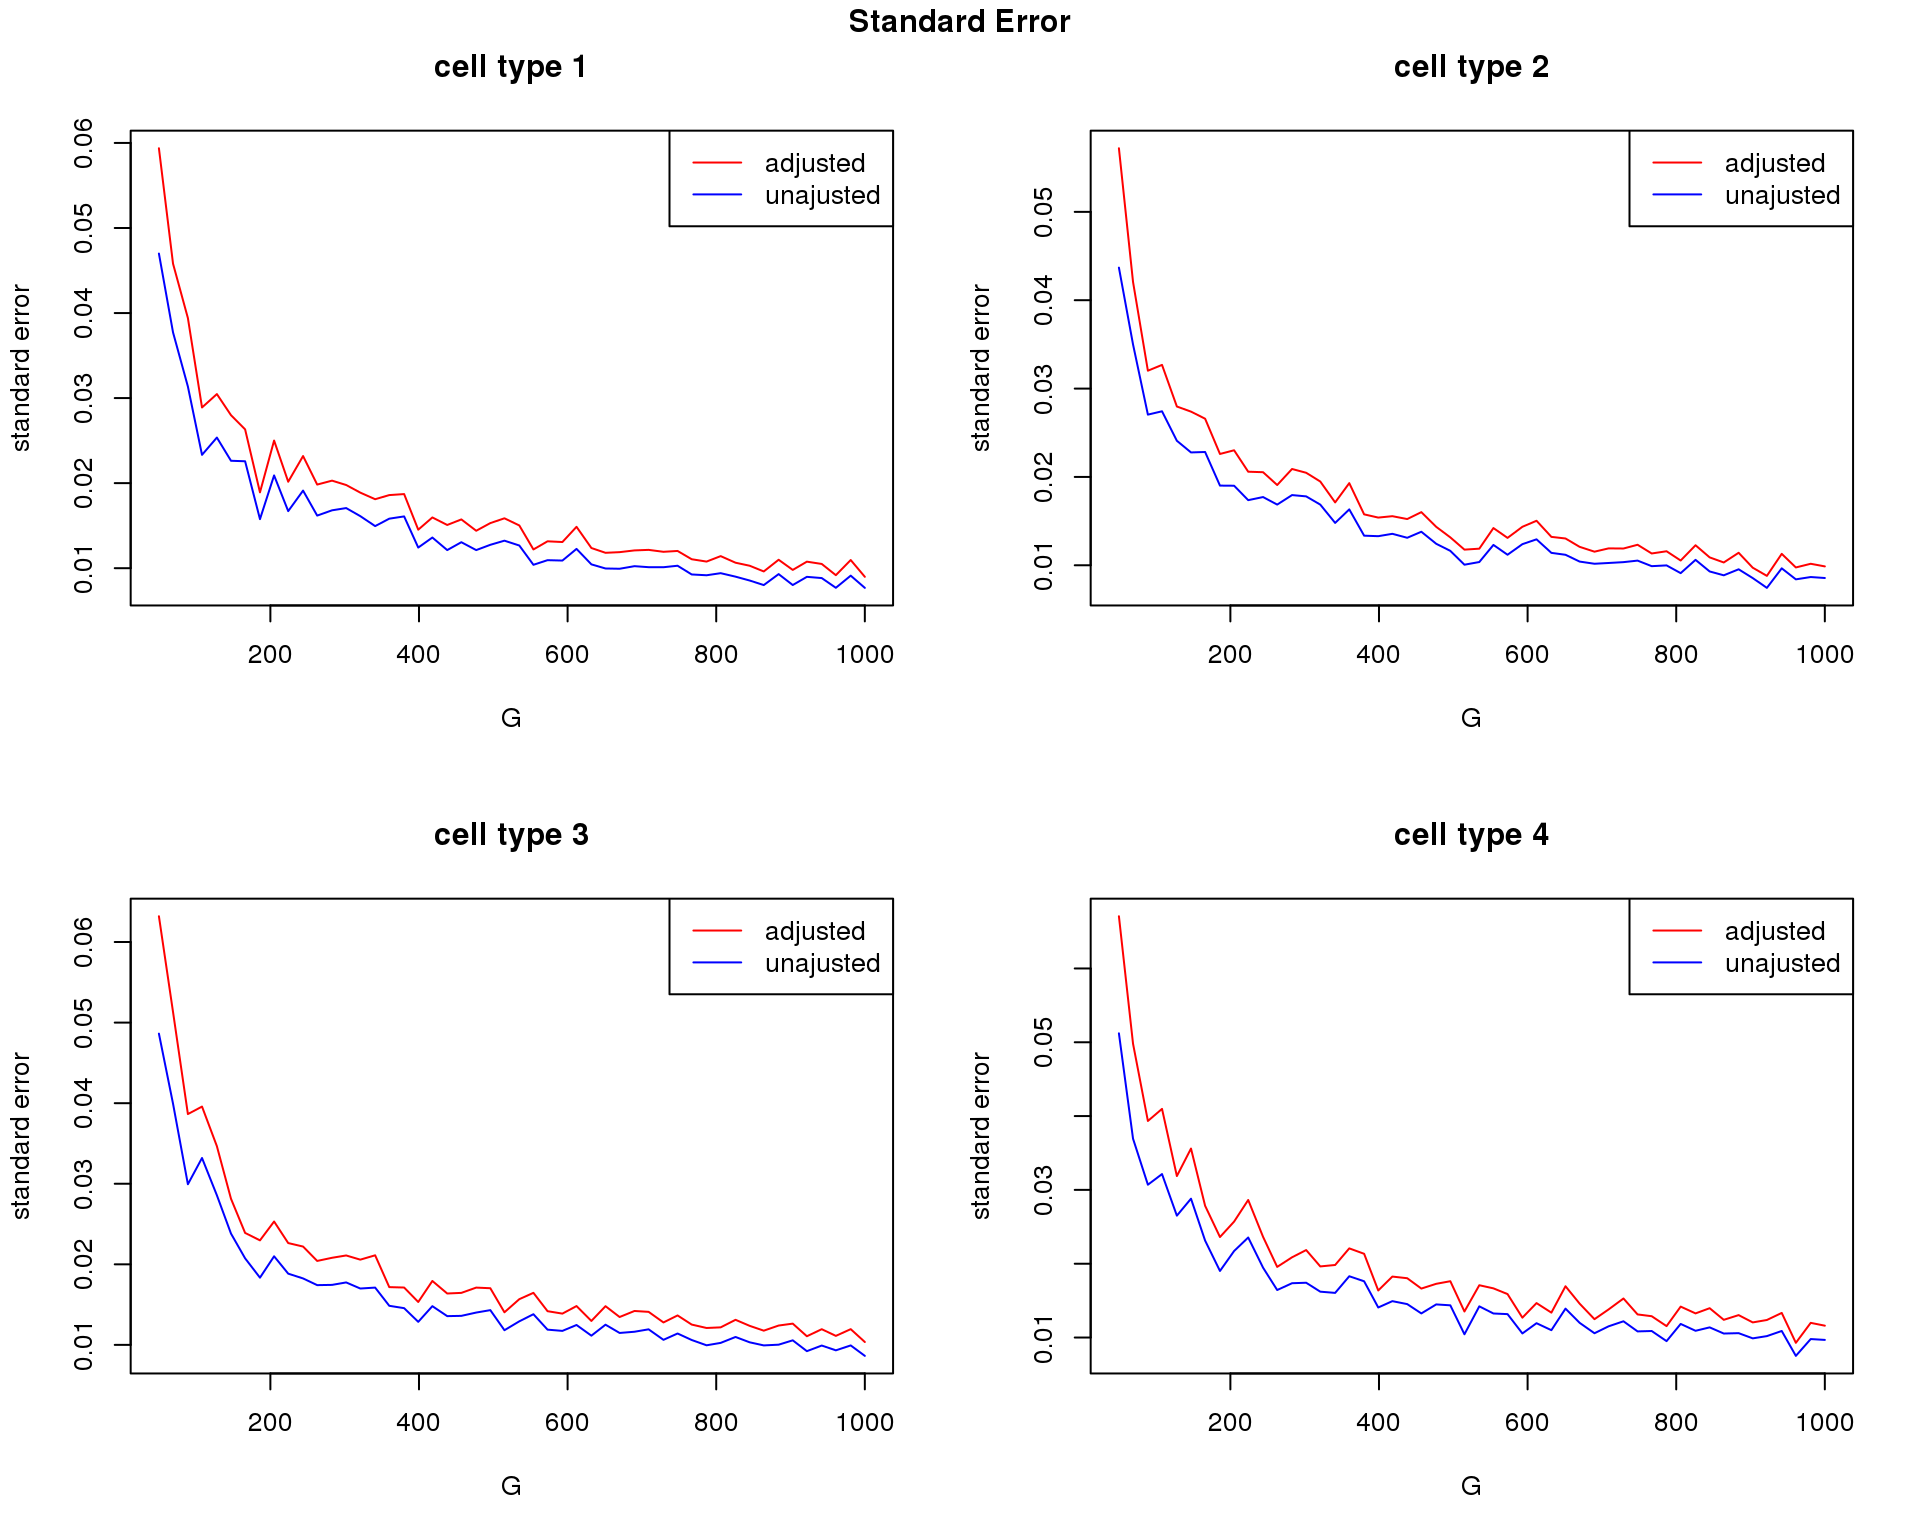 Standard Error
cell type 1
0.06
0.05
0.04
0.03
0.02
0.01
standard error
adjusted
unajusted
200 400 600 800 1000
G
cell type 2
0.05
0.04
0.03
0.02
0.01
standard error
adjusted
unajusted
200 400 600 800 1000
G
cell type 3
0.06
0.05
0.04
0.03
0.02
0.01
standard error
adjusted
unajusted
200 400 600 800 1000
G
cell type 4
0.05
0.03
0.01
standard error
adjusted
unajusted
200 400 600 800 1000
G